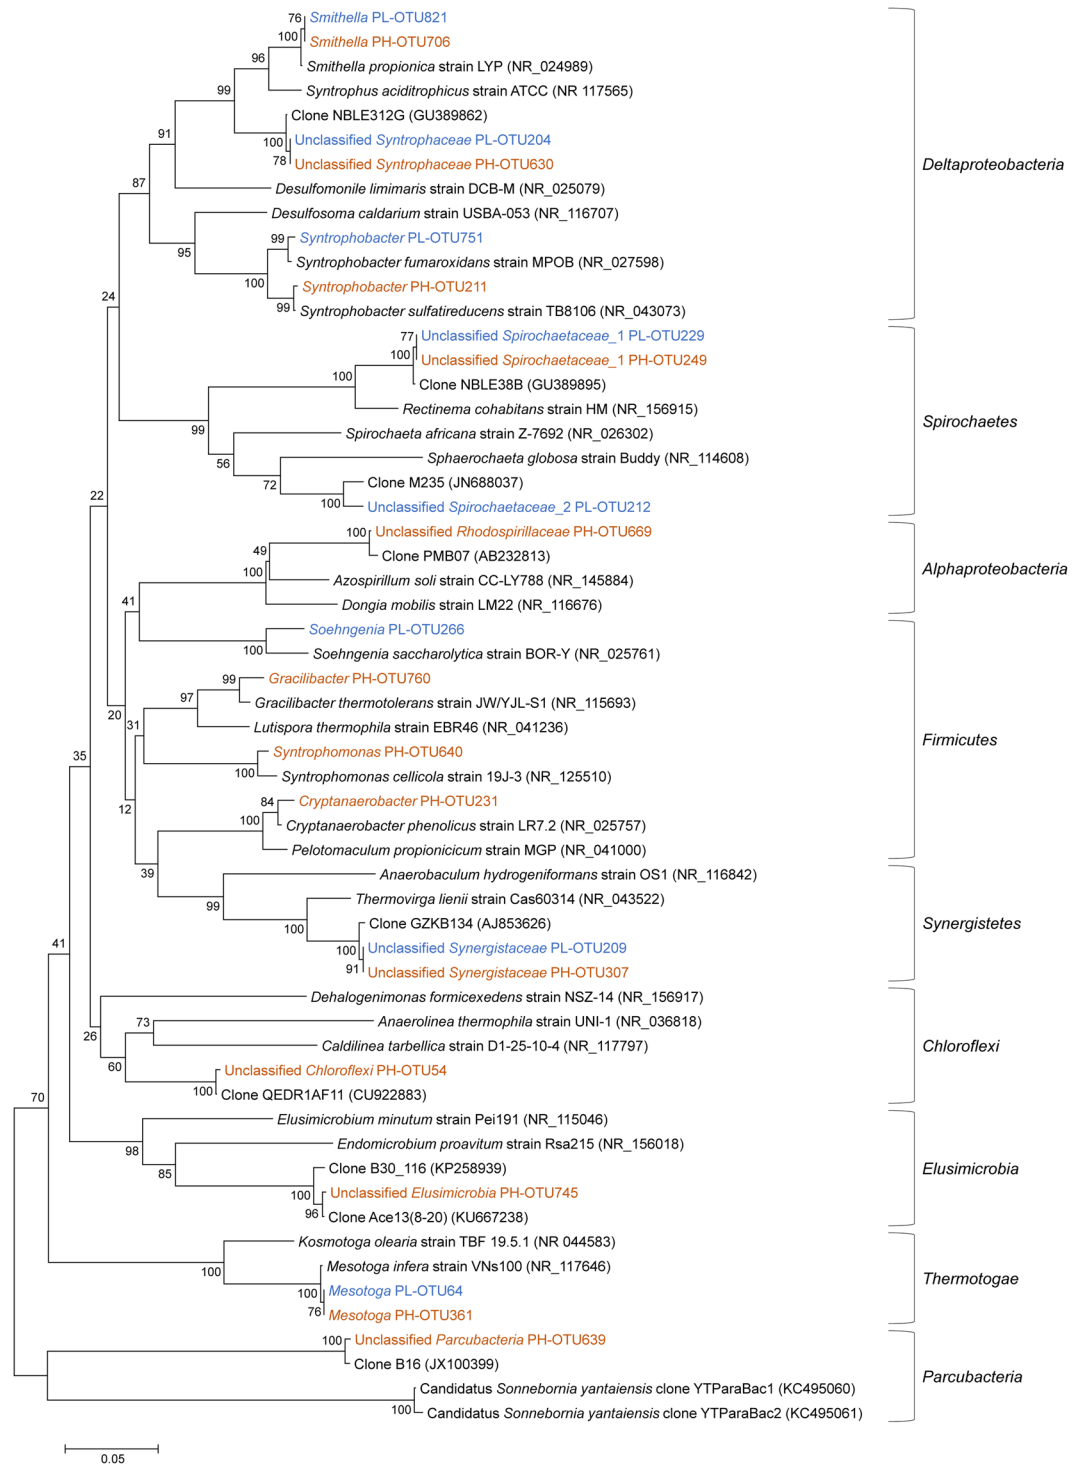 76
Smithella PL-OTU821
100
Smithella PH-OTU706
96
Smithella propionica strain LYP (NR_024989)
99
Syntrophus aciditrophicus strain ATCC (NR 117565)
Clone NBLE312G (GU389862)
91
100
Unclassified Syntrophaceae PL-OTU204
78
Unclassified Syntrophaceae PH-OTU630
Deltaproteobacteria
87
Desulfomonile limimaris strain DCB-M (NR_025079)
Desulfosoma caldarium strain USBA-053 (NR_116707)
95
99
Syntrophobacter PL-OTU751
Syntrophobacter fumaroxidans strain MPOB (NR_027598)
100
Syntrophobacter PH-OTU211
24
99
Syntrophobacter sulfatireducens strain TB8106 (NR_043073)
77
Unclassified Spirochaetaceae_1 PL-OTU229
100
Unclassified Spirochaetaceae_1 PH-OTU249
100
Clone NBLE38B (GU389895)
Rectinema cohabitans strain HM (NR_156915)
Spirochaetes
99
Spirochaeta africana strain Z-7692 (NR_026302)
56
Sphaerochaeta globosa strain Buddy (NR_114608)
72
Clone M235 (JN688037)
22
100
Unclassified Spirochaetaceae_2 PL-OTU212
100
Unclassified Rhodospirillaceae PH-OTU669
49
Clone PMB07 (AB232813)
100
Azospirillum soli strain CC-LY788 (NR_145884)
Alphaproteobacteria
41
Dongia mobilis strain LM22 (NR_116676)
Soehngenia PL-OTU266
100
Soehngenia saccharolytica strain BOR-Y (NR_025761)
99
Gracilibacter PH-OTU760
97
Gracilibacter thermotolerans strain JW/YJL-S1 (NR_115693)
20
31
Lutispora thermophila strain EBR46 (NR_041236)
Firmicutes
35
Syntrophomonas PH-OTU640
100
Syntrophomonas cellicola strain 19J-3 (NR_125510)
12
84
Cryptanaerobacter PH-OTU231
100
Cryptanaerobacter phenolicus strain LR7.2 (NR_025757)
Pelotomaculum propionicicum strain MGP (NR_041000)
39
Anaerobaculum hydrogeniformans strain OS1 (NR_116842)
99
Thermovirga lienii strain Cas60314 (NR_043522)
100
Clone GZKB134 (AJ853626)
Synergistetes
41
100
Unclassified Synergistaceae PL-OTU209
91
Unclassified Synergistaceae PH-OTU307
Dehalogenimonas formicexedens strain NSZ-14 (NR_156917)
26
73
Anaerolinea thermophila strain UNI-1 (NR_036818)
Caldilinea tarbellica strain D1-25-10-4 (NR_117797)
Chloroflexi
60
Unclassified Chloroflexi PH-OTU54
100
Clone QEDR1AF11 (CU922883)
70
Elusimicrobium minutum strain Pei191 (NR_115046)
98
Endomicrobium proavitum strain Rsa215 (NR_156018)
85
Clone B30_116 (KP258939)
Elusimicrobia
100
Unclassified Elusimicrobia PH-OTU745
96
Clone Ace13(8-20) (KU667238)
Kosmotoga olearia strain TBF 19.5.1 (NR 044583)
100
Mesotoga infera strain VNs100 (NR_117646)
Thermotogae
100
Mesotoga PL-OTU64
76
Mesotoga PH-OTU361
100
Unclassified Parcubacteria PH-OTU639
Clone B16 (JX100399)
Parcubacteria
Candidatus Sonnebornia yantaiensis clone YTParaBac1 (KC495060)
100
Candidatus Sonnebornia yantaiensis clone YTParaBac2 (KC495061)
0.05